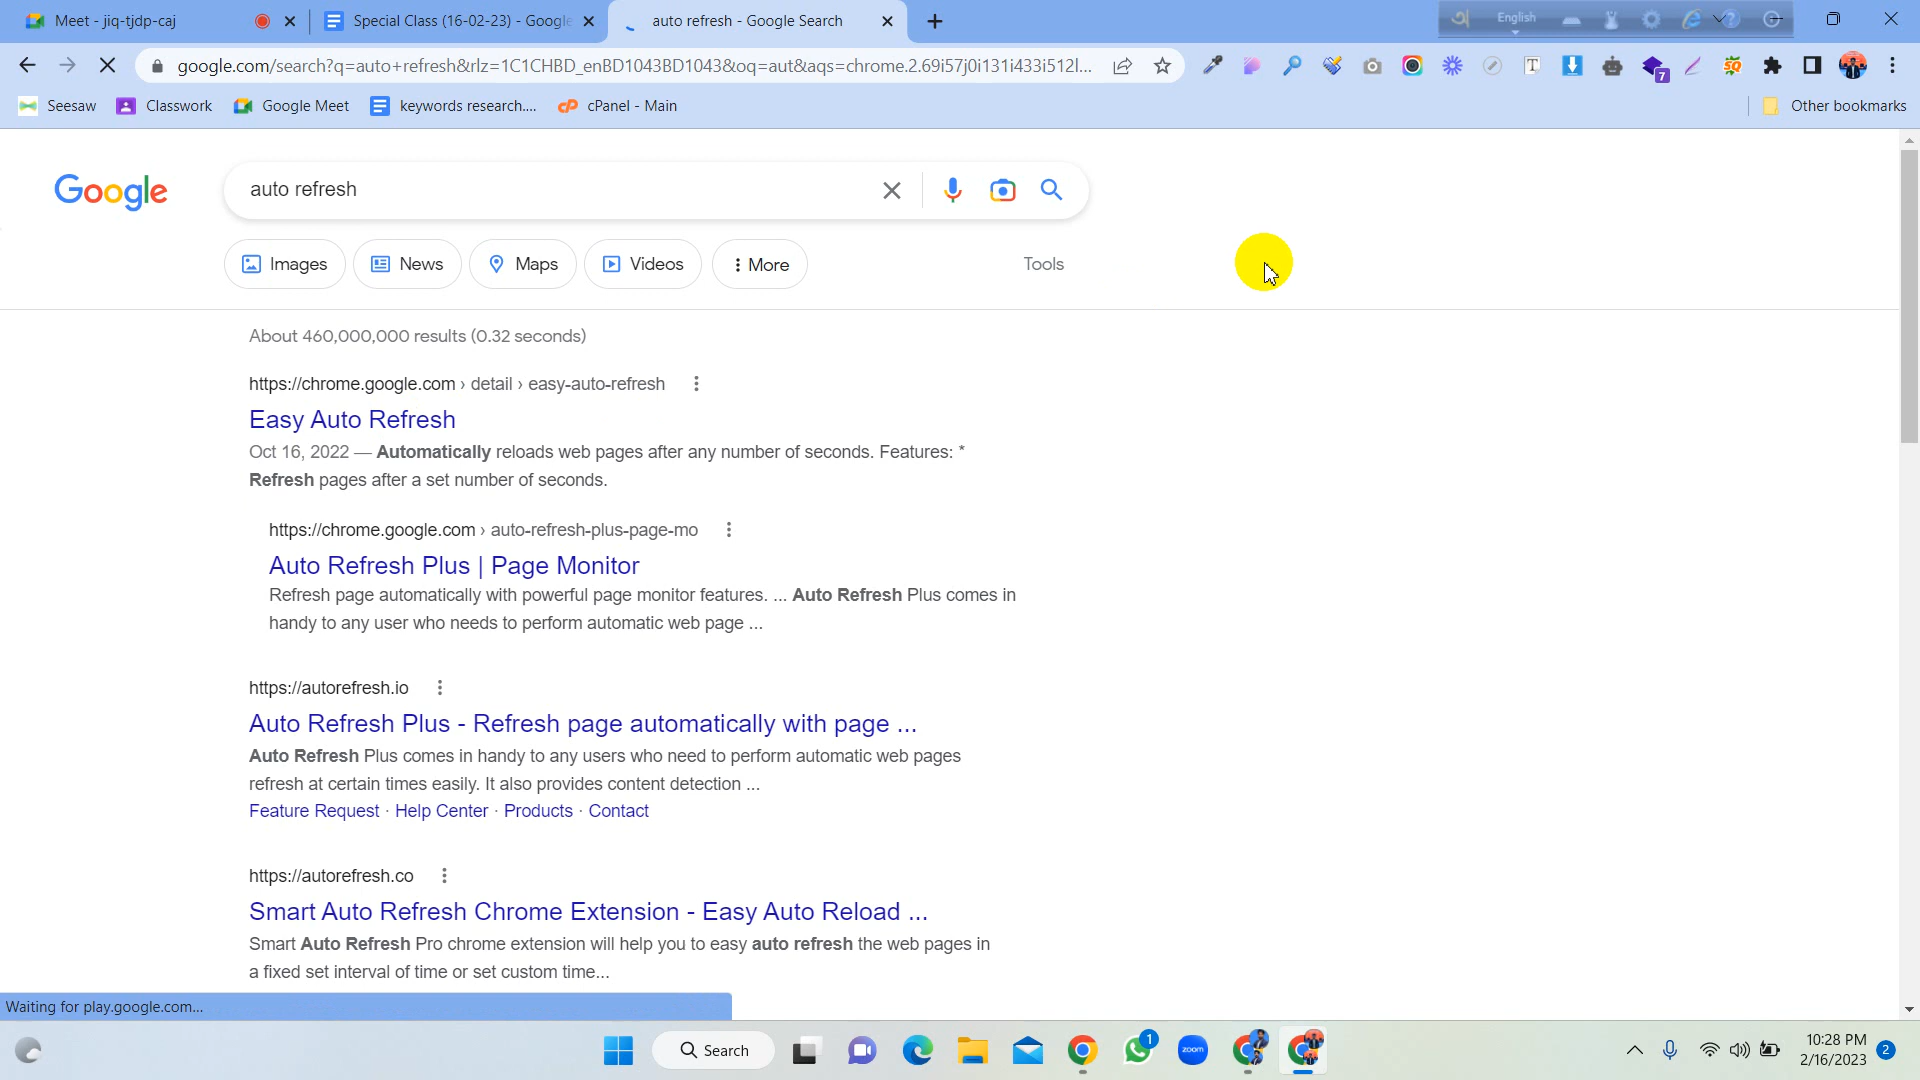 Meet - jiq-tjdp-caj
Special Class (16-02-23) - Google
auto refresh - Google Search
English
google.com/search?q=auto+refresh&rlz=1C1CHBD_enBD1043BD1043&oq=aut&aqs=chrome.2.69i57j0i131i433i512l...
Seesaw
Classwork
Google Meet
keywords research....
cPanel - Main
Other bookmarks
Google
auto refresh
Images
News
Maps
Videos
More
Tools
About 460,000,000 results (0.32 seconds)
https://chrome.google.com › detail › easy-auto-refresh
Easy Auto Refresh
Oct 16, 2022 — Automatically reloads web pages after any number of seconds. Features: *
Refresh pages after a set number of seconds.
https://chrome.google.com › auto-refresh-plus-page-mo
Auto Refresh Plus | Page Monitor
Refresh page automatically with powerful page monitor features. ... Auto Refresh Plus comes in
handy to any user who needs to perform automatic web page ...
https://autorefresh.io
Auto Refresh Plus - Refresh page automatically with page ...
Auto Refresh Plus comes in handy to any users who need to perform automatic web pages
refresh at certain times easily. It also provides content detection ...
Feature Request · Help Center · Products · Contact
https://autorefresh.co
Smart Auto Refresh Chrome Extension - Easy Auto Reload ...
Smart Auto Refresh Pro chrome extension will help you to easy auto refresh the web pages in
a fixed set interval of time or set custom time...
Waiting for play.google.com...
Search
1
zoom
10:28 PM
2/16/2023
2
7